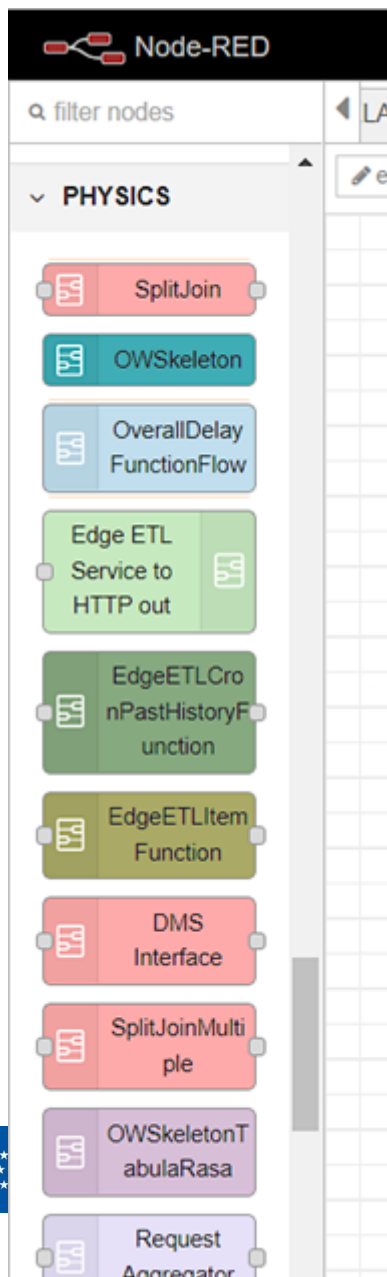 Node-RED
filter nodes
LA
e
PHYSICS
SplitJoin
OWSkeleton
OverallDelay
FunctionFlow
Edge ETL
Service to
HTTP out
EdgeETLCro
nPastHistoryF
unction
EdgeETLItem
Function
DMS
Interface
SplitJoinMulti
ple
OWSkeletonT
abulaRasa
Request
Aggregator